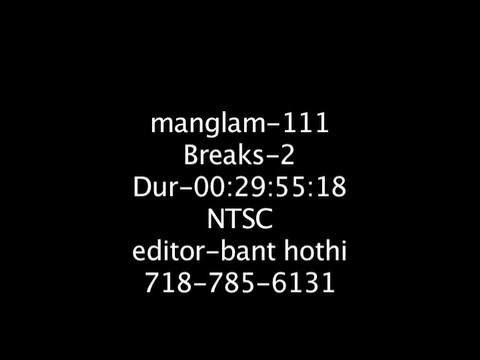 manglam-111
Breaks-2
Dur-00:29:55:18
NTSC
editor-bant hothi
718-785-6131